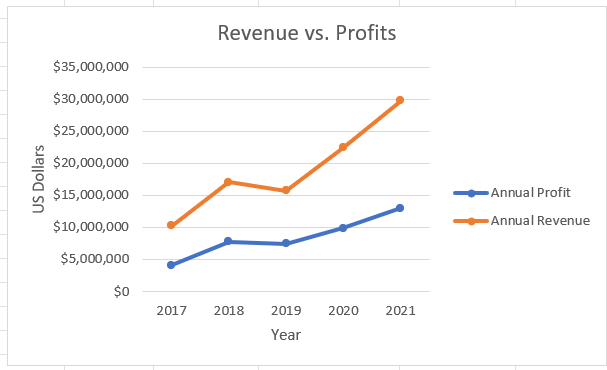 Revenue vs. Profits
$35,000,000
$30,000,000
$25,000,000
$20,000,000
$15,000,000
$10,000,000
$5,000,000
$0
US Dollars
2017 2018 2019 2020 2021
Year
Annual Profit
Annual Revenue